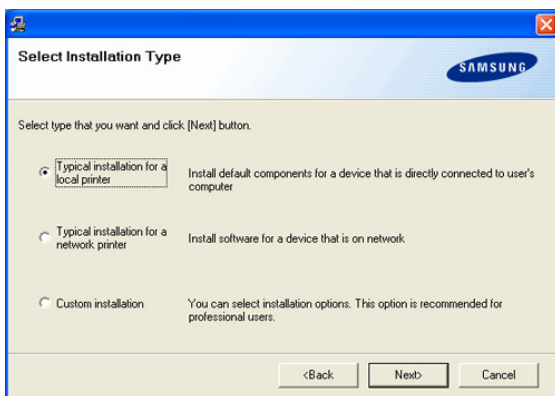 Select Installation Type
SAMSUNG
Select type that you want and click [Next] button.
Typical installation for a
local printer
Install default components for a device that is directly connected to user's
computer
Typical installation for a
network printer
Install software for a device that is on network
Custom installation
You can select installation options. This option is recommended for
professional users.
<Back
Next>
Cancel